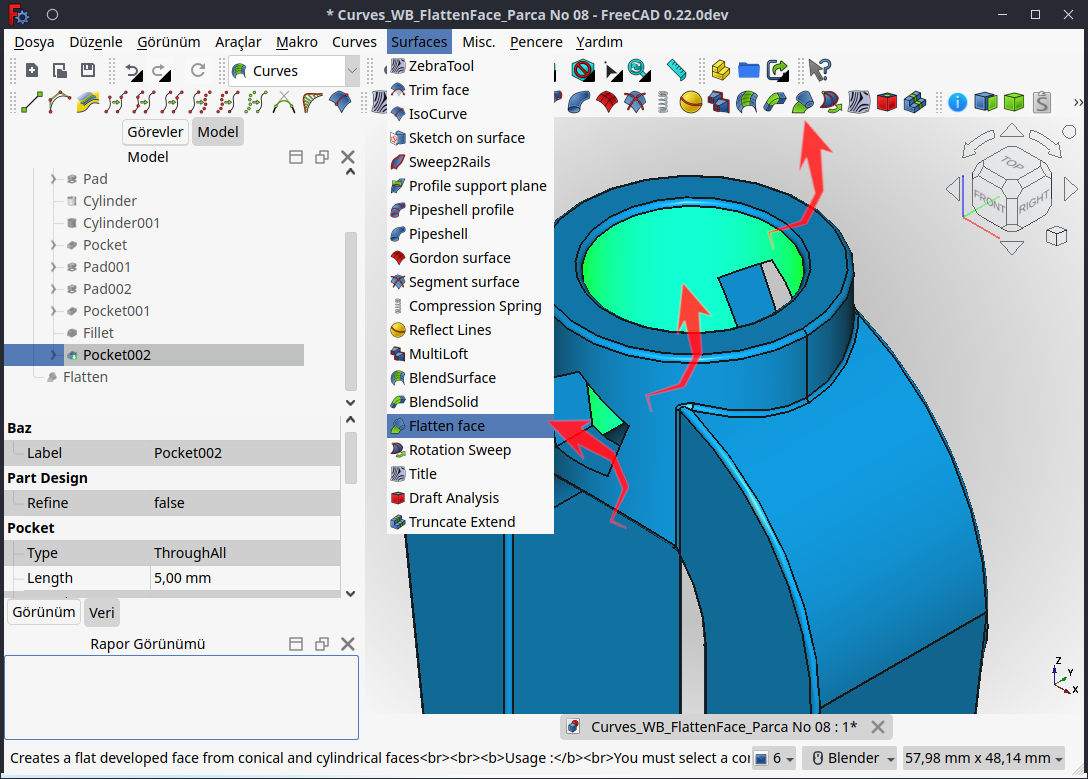 * Curves_WB_FlattenFace_Parca No 08 - FreeCAD 0.22.0dev
Dosya Düzenle Görünüm Araçlar Makro Curves Surfaces Misc. Pencere Yardım
Curves
Görevler Model
Model
Pad
Cylinder
Cylinder001
Pocket
Pad001
Pad002
Pocket001
Fillet
Pocket002
Flatten
Baz
Label Pocket002
Part Design
Refine false
Pocket
Type ThroughAll
Length 5,00 mm
Görünüm Veri
Rapor Görünümü
ZebraTool
Trim face
IsoCurve
Sketch on surface
Sweep2Rails
Profile support plane
Pipeshell profile
Pipeshell
Gordon surface
Segment surface
Compression Spring
Reflect Lines
MultiLoft
BlendSurface
BlendSolid
Flatten face
Rotation Sweep
Title
Draft Analysis
Truncate Extend
TOP
FRONT
RIGHT
Z
Y
X
Curves_WB_FlattenFace_Parca No 08 : 1*
Creates a flat developed face from conical and cylindrical faces<br><br><b>Usage :</b><br>You must select a con 6 Blender 57,98 mm x 48,14 mm